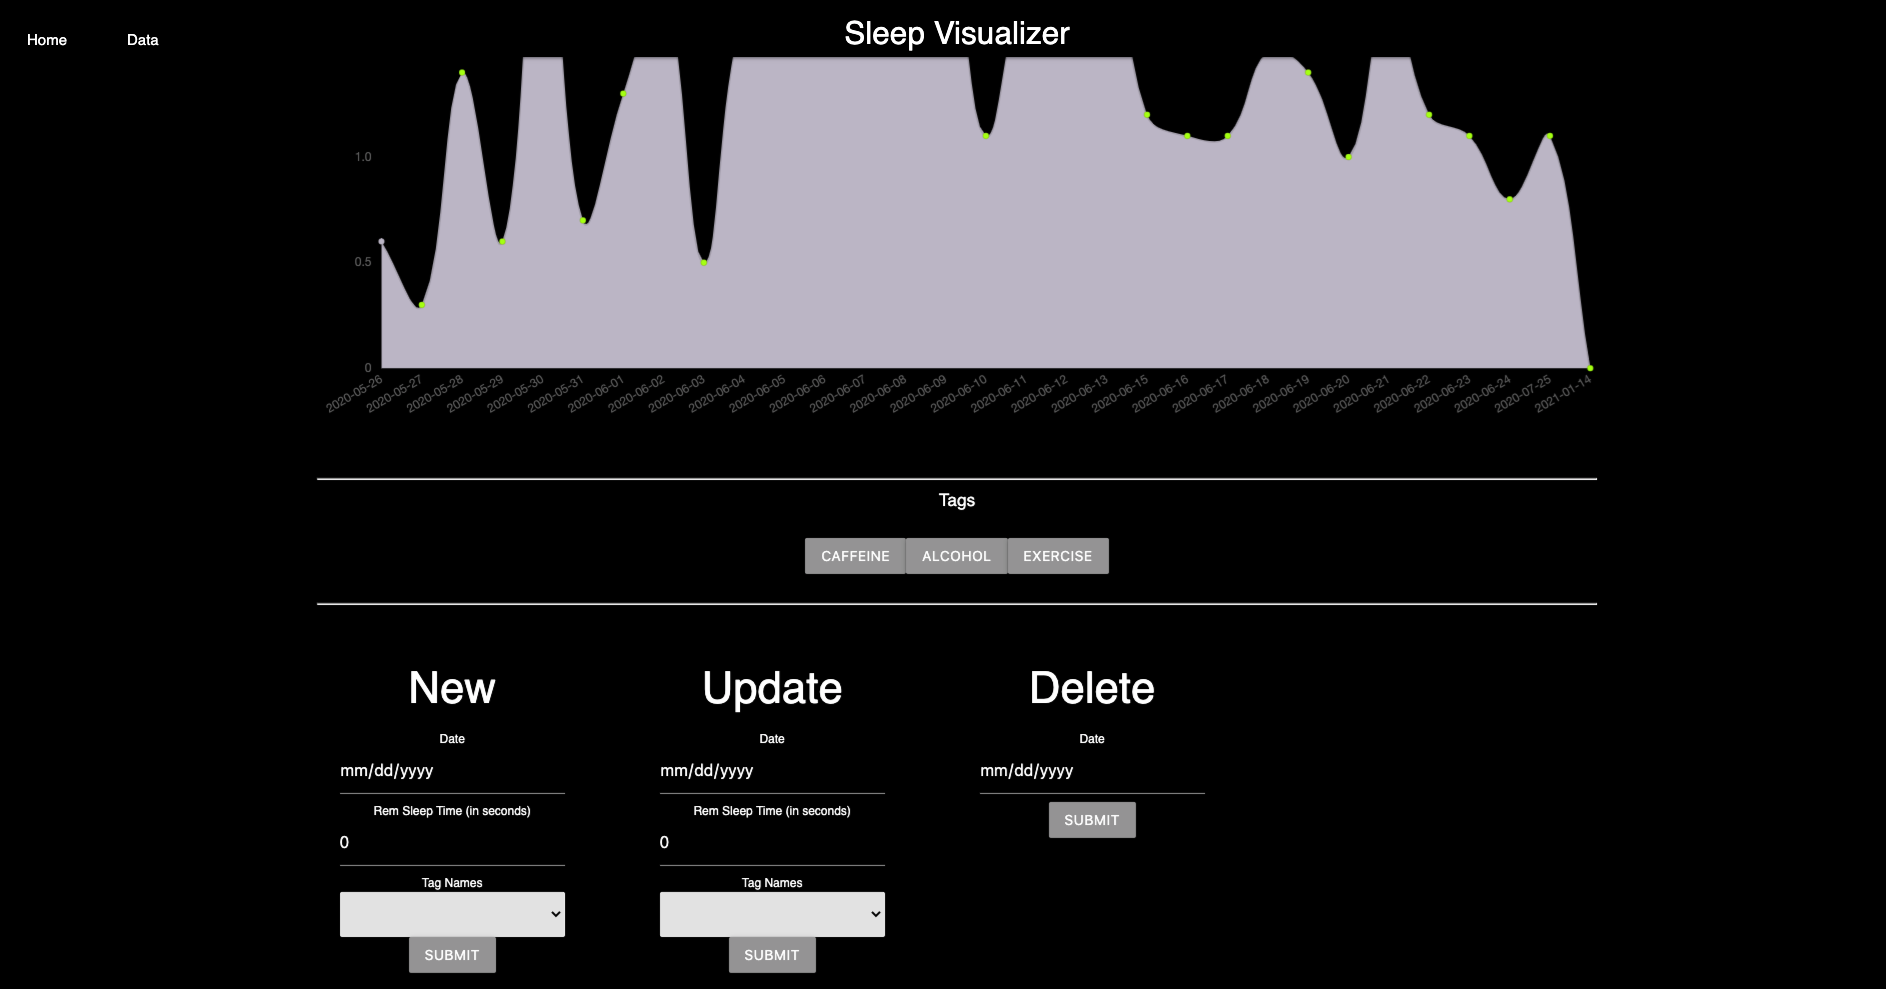 Home Data Sleep Visualizer
1.0
0.5
0
2020-05-26 2020-05-27 2020-05-28 2020-05-29 2020-05-30 2020-05-31 2020-06-01 2020-06-02 2020-06-03 2020-06-04 2020-06-05 2020-06-06 2020-06-07 2020-06-08 2020-06-09 2020-06-10 2020-06-11 2020-06-12 2020-06-13 2020-06-15 2020-06-16 2020-06-17 2020-06-18 2020-06-19 2020-06-20 2020-06-21 2020-06-22 2020-06-23 2020-06-24 2020-07-25 2021-01-14
Tags
CAFFEINE ALCOHOL EXERCISE
New Update Delete
Date Date Date
mm/dd/yyyy mm/dd/yyyy mm/dd/yyyy
Rem Sleep Time (in seconds) Rem Sleep Time (in seconds) SUBMIT
0 0
Tag Names Tag Names
SUBMIT SUBMIT